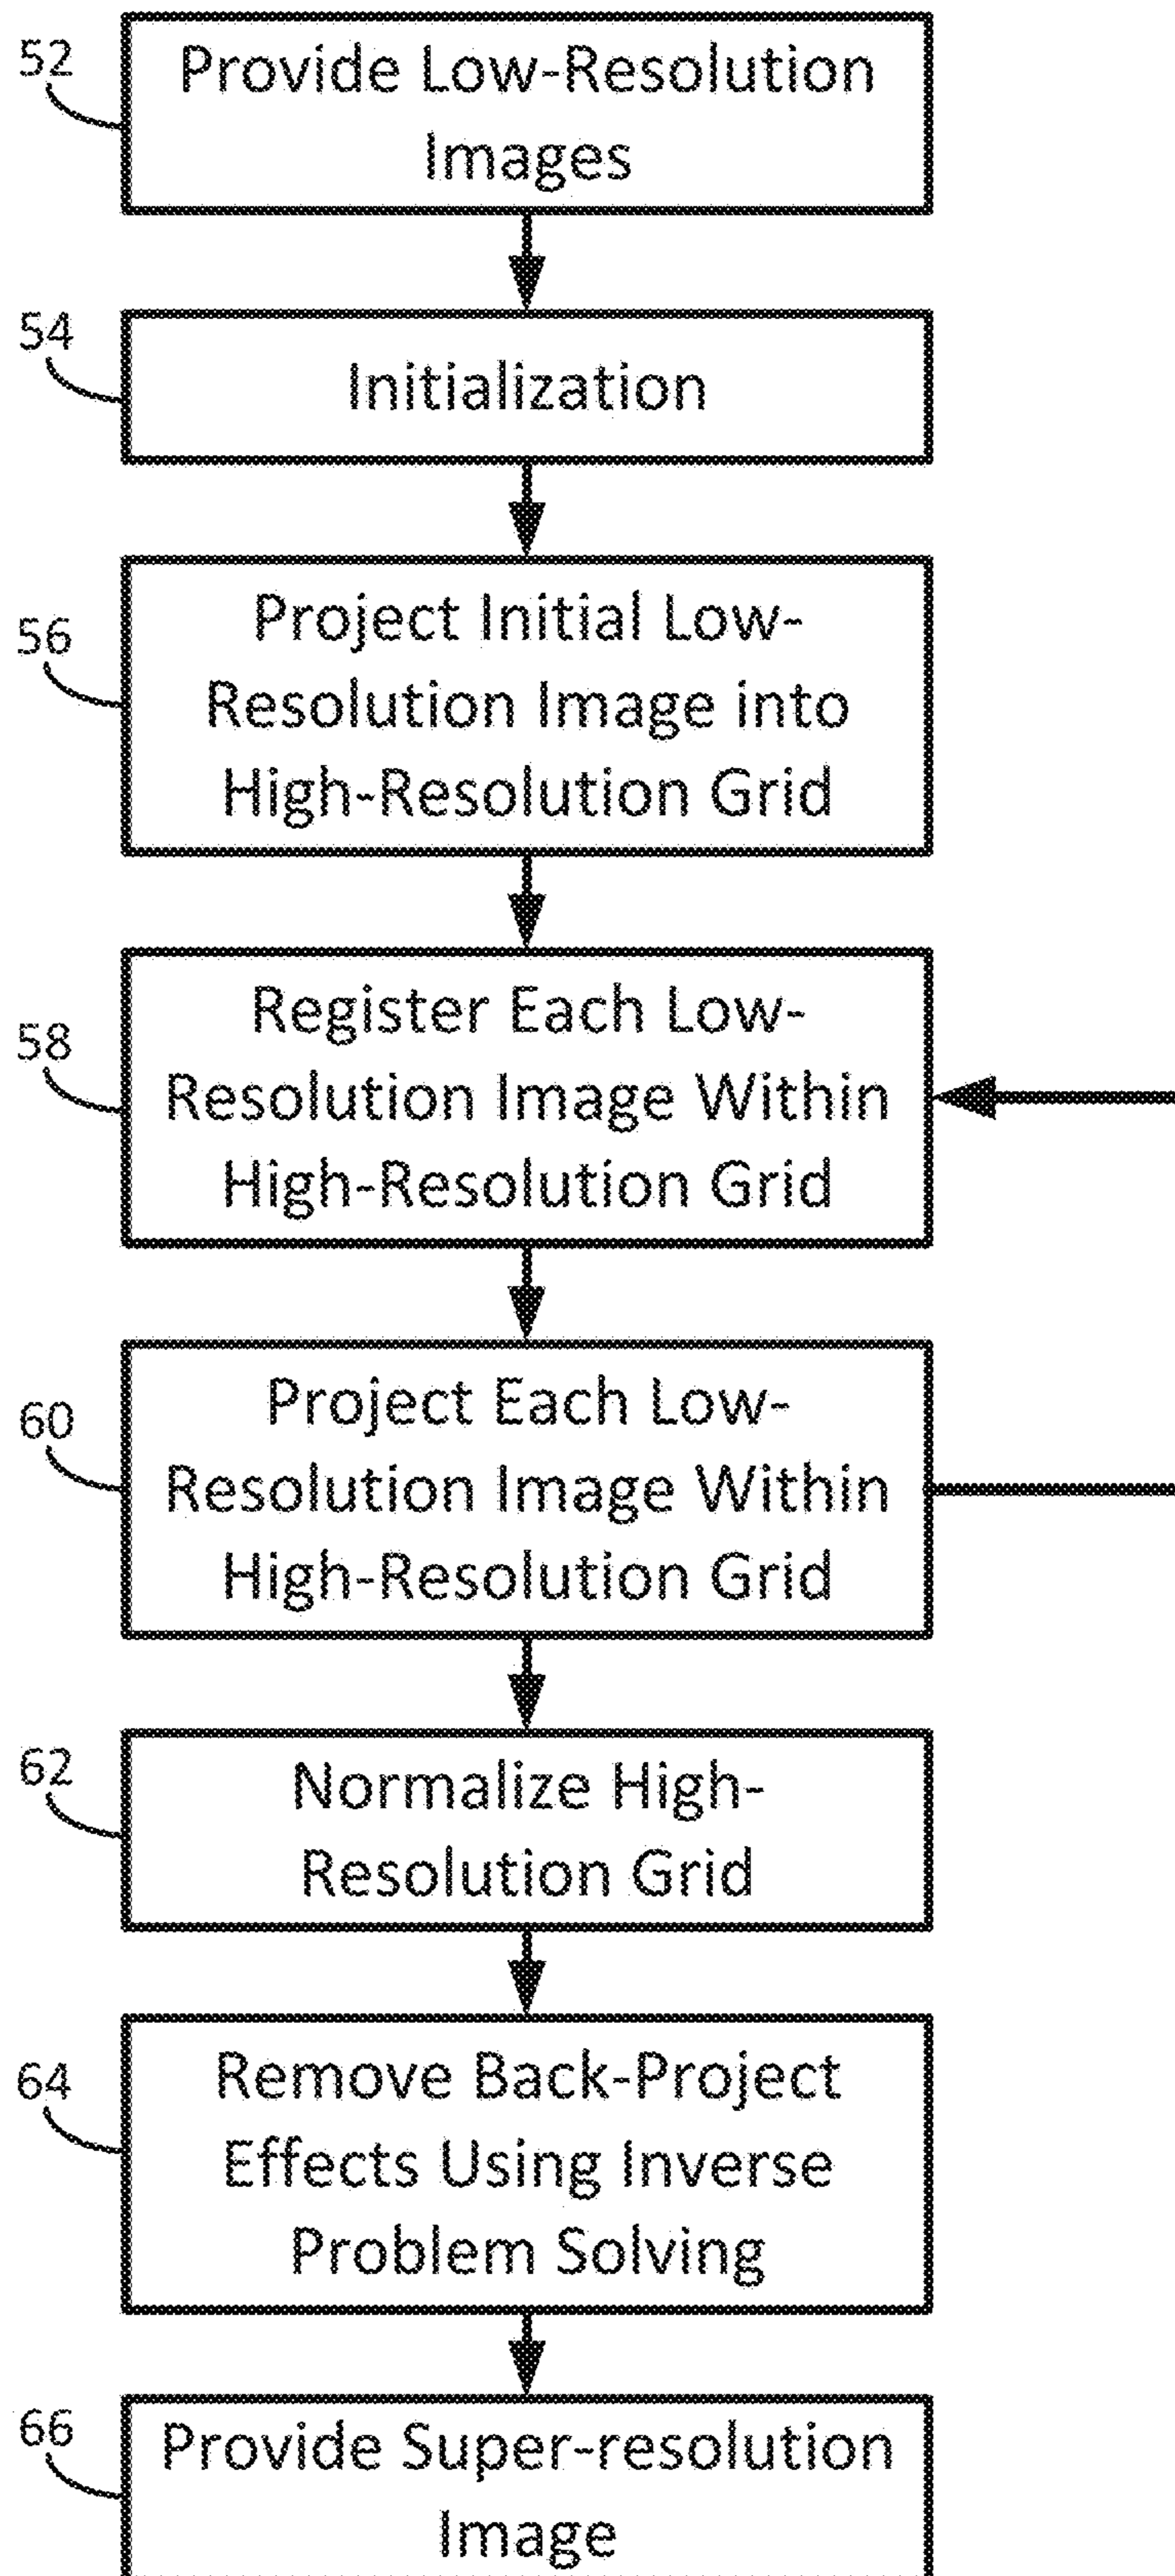 52
Provide Low-Resolution
Images
54
Initialization
56
Project Initial Low-
Resolution Image into
High-Resolution Grid
58
Register Each Low-
Resolution Image Within
High-Resolution Grid
60
Project Each Low-
Resolution Image Within
High-Resolution Grid
62
Normalize High-
Resolution Grid
64
Remove Back-Project
Effects Using Inverse
Problem Solving
66
Provide Super-resolution
Image